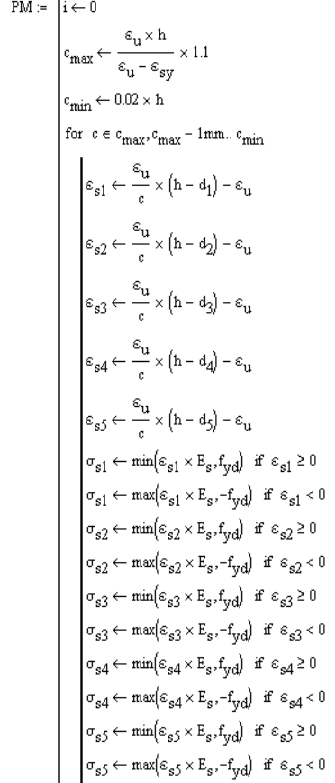 PM := i ← 0
c_max ← (ε_u × h)/(ε_u − ε_sy) × 1.1
c_min ← 0.02 × h
for c ∈ c_max, c_max − 1mm.. c_min
ε_s1 ← ε_u/c × (h − d_1) − ε_u
ε_s2 ← ε_u/c × (h − d_2) − ε_u
ε_s3 ← ε_u/c × (h − d_3) − ε_u
ε_s4 ← ε_u/c × (h − d_4) − ε_u
ε_s5 ← ε_u/c × (h − d_5) − ε_u
σ_s1 ← min(ε_s1 × E_s, f_yd) if ε_s1 ≥ 0
σ_s1 ← max(ε_s1 × E_s, −f_yd) if ε_s1 < 0
σ_s2 ← min(ε_s2 × E_s, f_yd) if ε_s2 ≥ 0
σ_s2 ← max(ε_s2 × E_s, −f_yd) if ε_s2 < 0
σ_s3 ← min(ε_s3 × E_s, f_yd) if ε_s3 ≥ 0
σ_s3 ← max(ε_s3 × E_s, −f_yd) if ε_s3 < 0
σ_s4 ← min(ε_s4 × E_s, f_yd) if ε_s4 ≥ 0
σ_s4 ← max(ε_s4 × E_s, −f_yd) if ε_s4 < 0
σ_s5 ← min(ε_s5 × E_s, f_yd) if ε_s5 ≥ 0
σ_s5 ← max(ε_s5 × E_s, −f_yd) if ε_s5 < 0